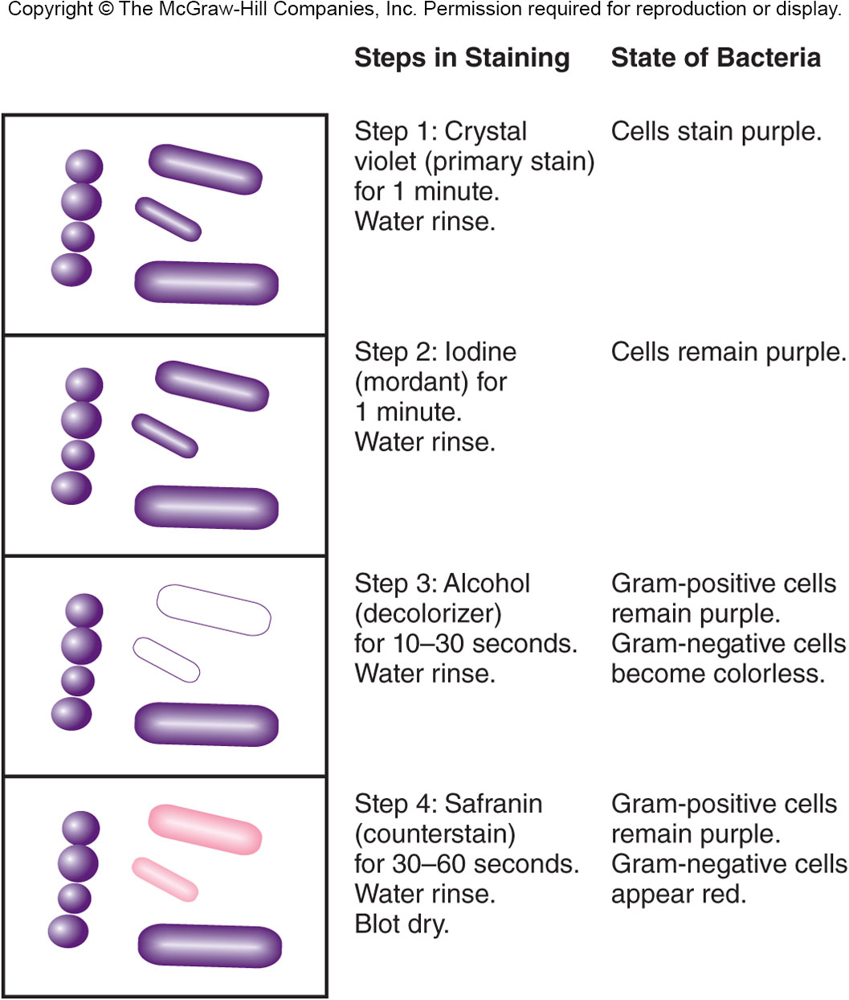 Copyright © The McGraw-Hill Companies, Inc. Permission required for reproduction or display.
Steps in Staining
State of Bacteria
Step 1: Crystal
violet (primary stain)
for 1 minute.
Water rinse.
Cells stain purple.
Step 2: Iodine
(mordant) for
1 minute.
Water rinse.
Cells remain purple.
Step 3: Alcohol
(decolorizer)
for 10–30 seconds.
Water rinse.
Gram-positive cells
remain purple.
Gram-negative cells
become colorless.
Step 4: Safranin
(counterstain)
for 30–60 seconds.
Water rinse.
Blot dry.
Gram-positive cells
remain purple.
Gram-negative cells
appear red.